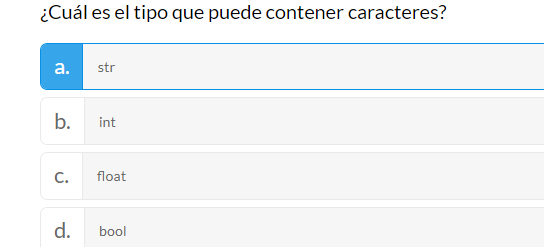 ¿Cuál es el tipo que puede contener caracteres?
a. str
b. int
c. float
d. bool